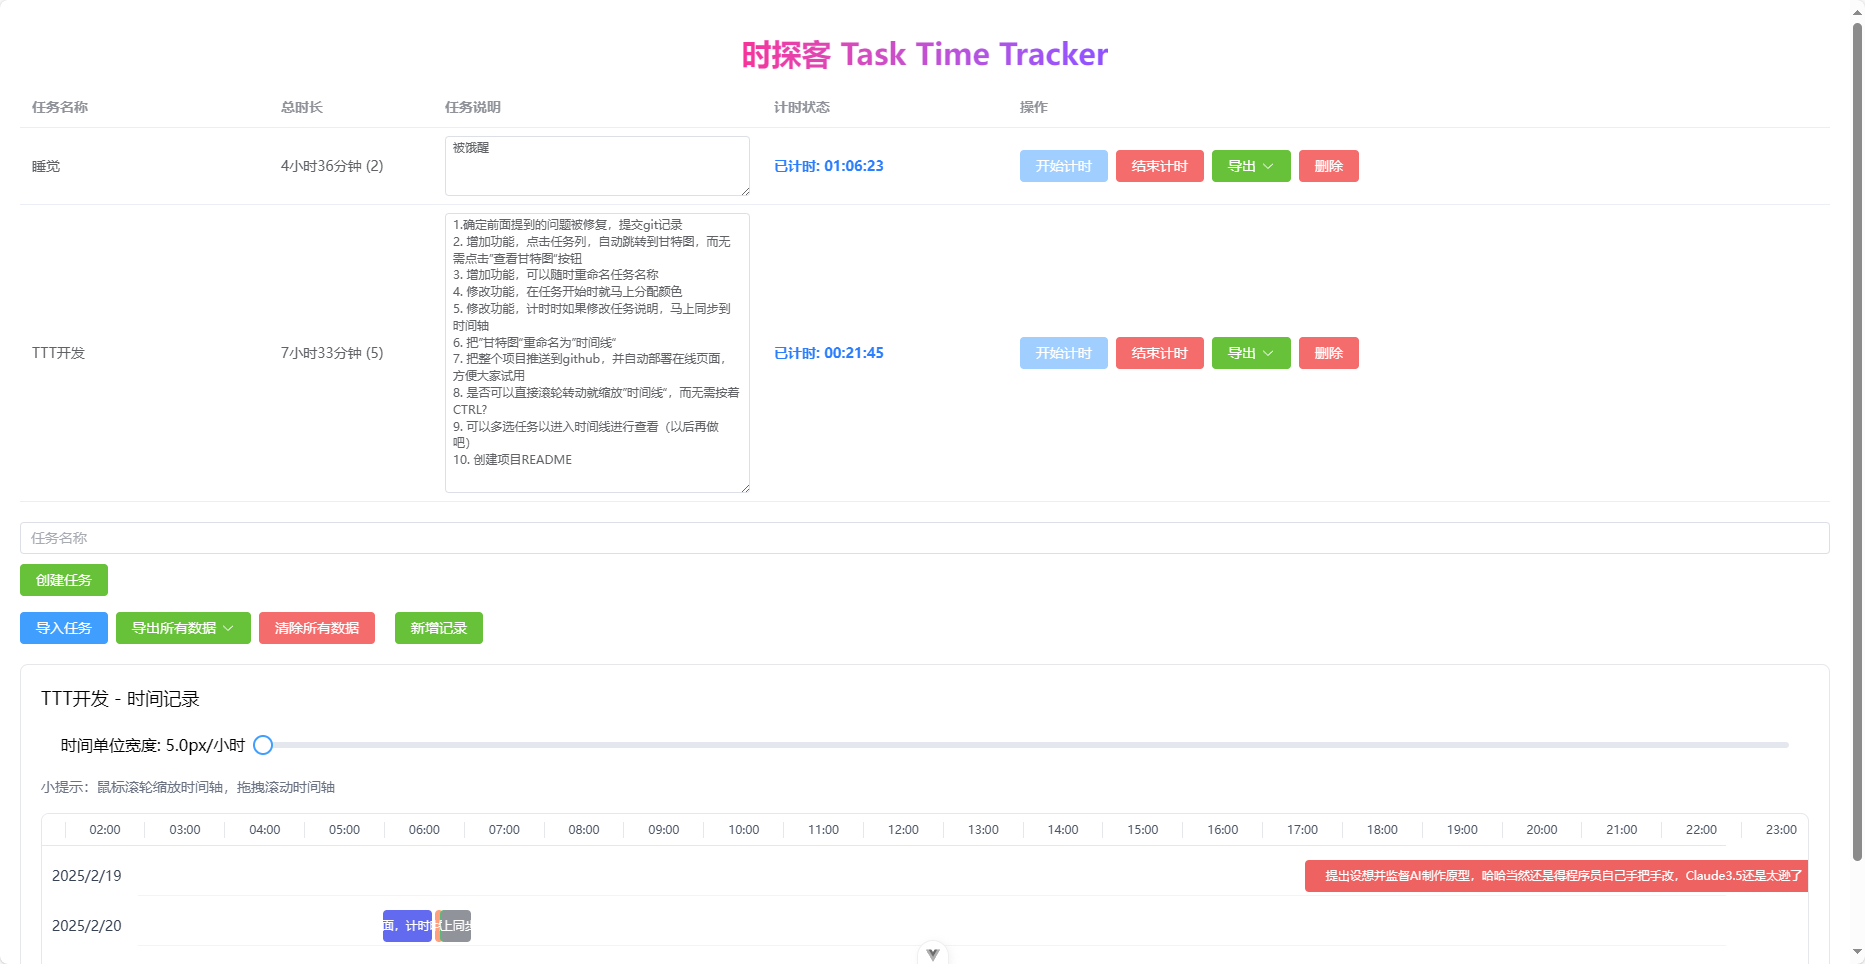 时探客 Task Time Tracker
任务名称 总时长 任务说明 计时状态 操作
睡觉 4小时36分钟 (2) 被饿醒 已计时: 01:06:23 开始计时 结束计时 导出 删除
1.确定前面提到的问题被修复，提交git记录
2. 增加功能，点击任务列，自动跳转到甘特图，而无
需点击"查看甘特图"按钮
3. 增加功能，可以随时重命名任务名称
4. 修改功能，在任务开始时就马上分配颜色
5. 修改功能，计时时如果修改任务说明，马上同步到
时间轴
6. 把"甘特图"重命名为"时间线"
TTT开发 7小时33分钟 (5) 已计时: 00:21:45 开始计时 结束计时 导出 删除
7. 把整个项目推送到github，并自动部署在线页面，
方便大家试用
8. 是否可以直接滚轮转动就缩放"时间线"，而无需按着
CTRL?
9. 可以多选任务以进入时间线进行查看（以后再做
吧）
10. 创建项目README
任务名称
创建任务
导入任务 导出所有数据 清除所有数据 新增记录
TTT开发 - 时间记录
时间单位宽度: 5.0px/小时
小提示：鼠标滚轮缩放时间轴，拖拽滚动时间轴
02:00 03:00 04:00 05:00 06:00 07:00 08:00 09:00 10:00 11:00 12:00 13:00 14:00 15:00 16:00 17:00 18:00 19:00 20:00 21:00 22:00 23:00
2025/2/19 提出设想并监督AI制作原型，哈哈当然还是得程序员自己手把手改，Claude3.5还是太逊了
2025/2/20 面，计时 上同步